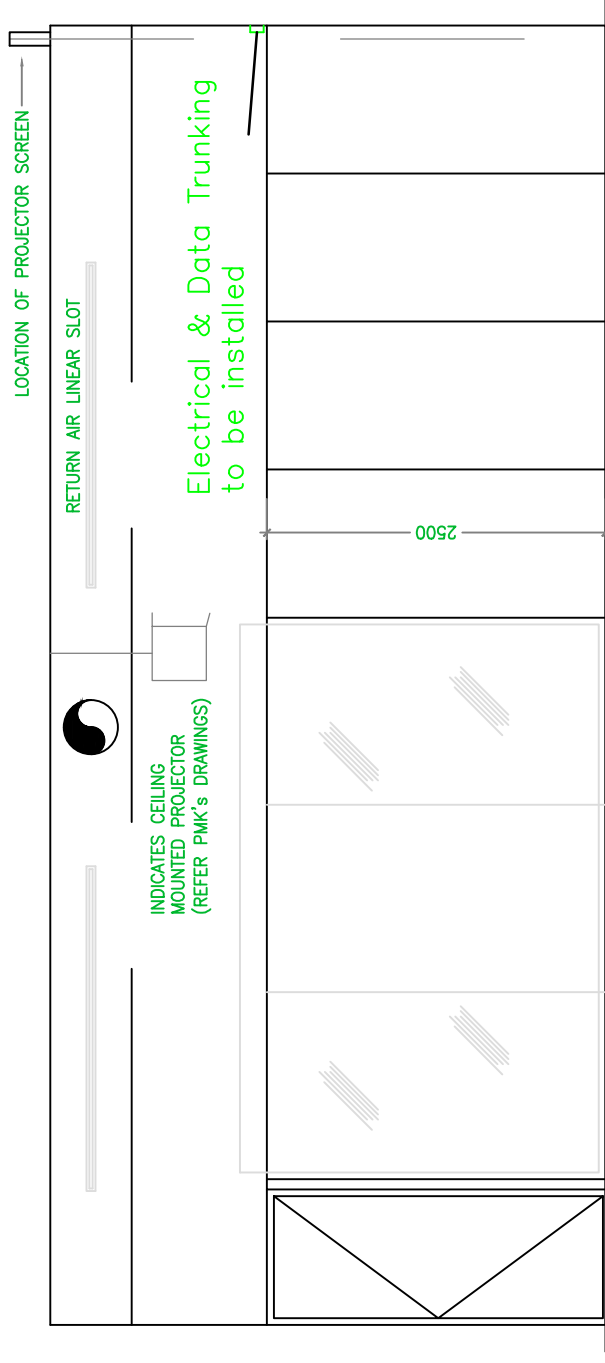 LOCATION OF PROJECTOR SCREEN
RETURN AIR LINEAR SLOT
Electrical & Data Trunking
to be installed
2500
INDICATES CEILING
MOUNTED PROJECTOR
(REFER PMK's DRAWINGS)